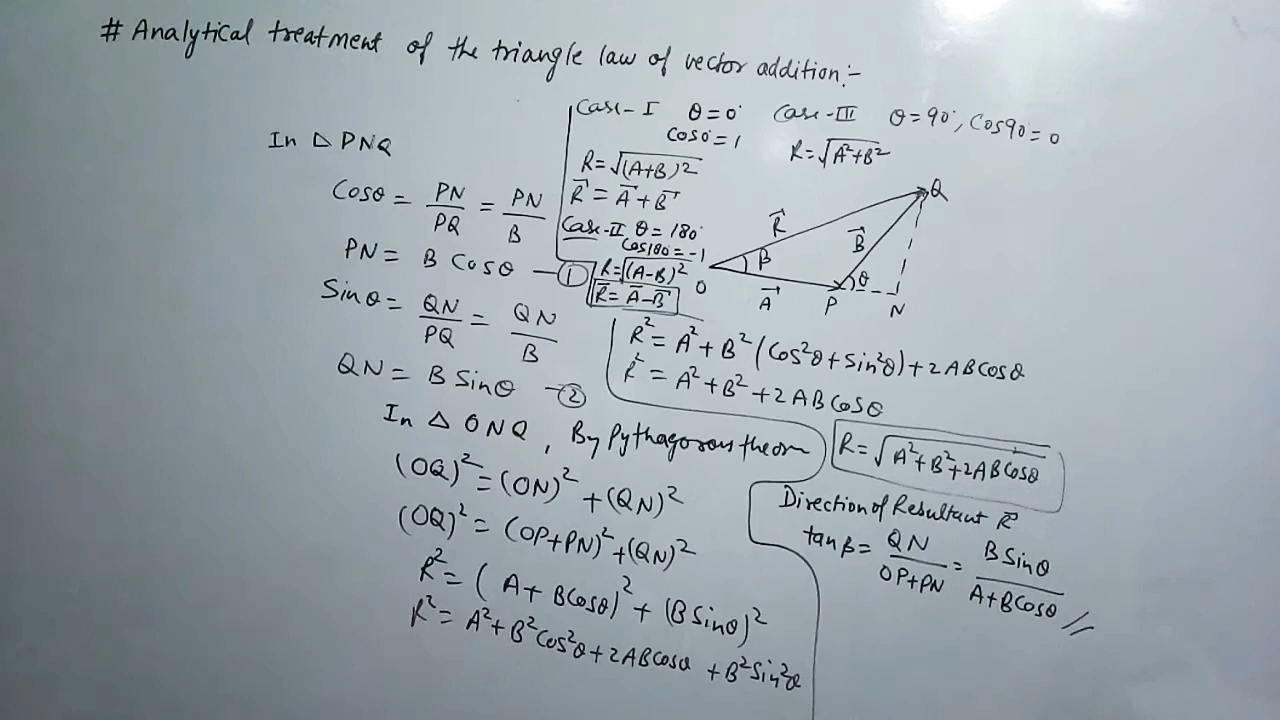 # Analytical treatment of the triangle law of vector addition:-
In △ PNQ
Cosθ = PN/PQ = PN/B
PN = B Cosθ —①
Sinθ = QN/PQ = QN/B
QN = B Sinθ —②
In △ ONQ, By Pythagorous theorm
(OQ)² = (ON)² + (QN)²
(OQ)² = (OP+PN)² + (QN)²
R² = (A + BCosθ)² + (BSinθ)²
R² = A² + B²Cos²θ + 2ABCosθ + B²Sin²θ
Case-I θ = 0°
Cos0° = 1
R = √(A+B)²
R⃗ = A⃗ + B⃗
Case-II θ = 180°
Cos180° = -1
R = √(A-B)²
R⃗ = A⃗ - B⃗
Case-III θ = 90°, Cos90° = 0
R = √A²+B²
Q
R⃗
B⃗
β
θ
O
A⃗
P
N
R² = A² + B² (Cos²θ + Sin²θ) + 2ABCosθ
R² = A² + B² + 2ABCosθ
R = √A²+B²+2ABCosθ
Direction of Resultant R⃗
tanβ = QN/OP+PN = BSinθ/A+BCosθ //